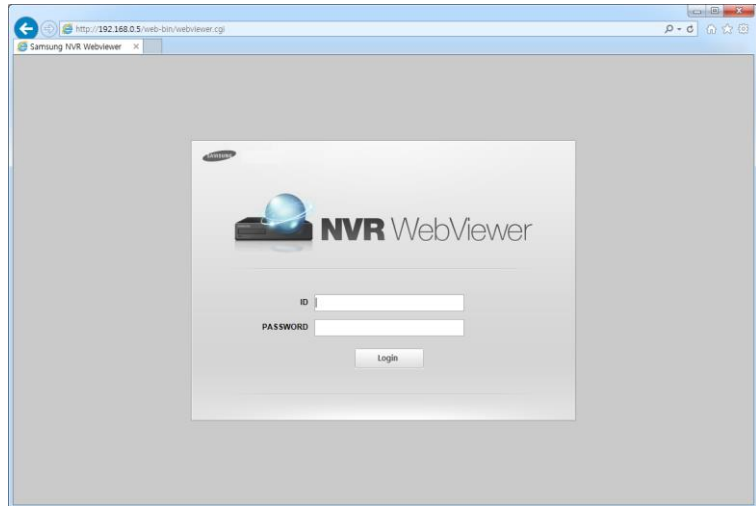 http://192.168.0.5/web-bin/webviewer.cgi
Samsung NVR Webviewer
SAMSUNG
NVR WebViewer
ID
PASSWORD
Login